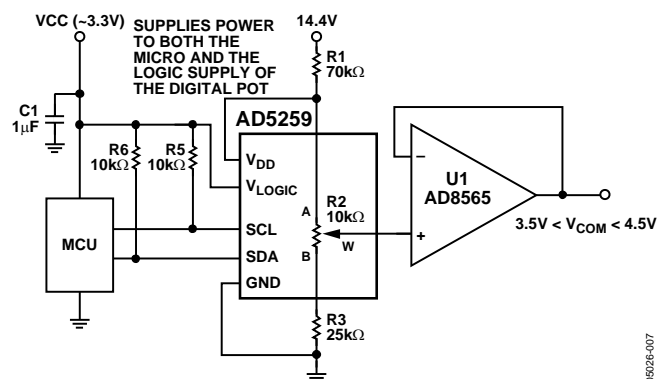 VCC (~3.3V)
SUPPLIES POWER
TO BOTH THE
MICRO AND THE
LOGIC SUPPLY OF
THE DIGITAL POT
14.4V
R1
70kΩ
C1
1μF
R6
10kΩ
R5
10kΩ
AD5259
VDD
VLOGIC
SCL
SDA
GND
MCU
A
R2
10kΩ
B
W
R3
25kΩ
−
+
U1
AD8565
3.5V < VCOM < 4.5V
05026-007